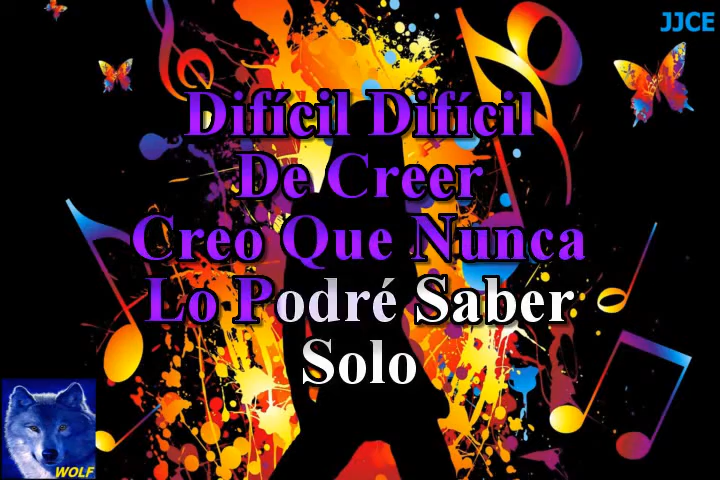 JJCE
Difícil Difícil
De Creer
Creo Que Nunca
Lo Podré Saber
Solo
WOLF